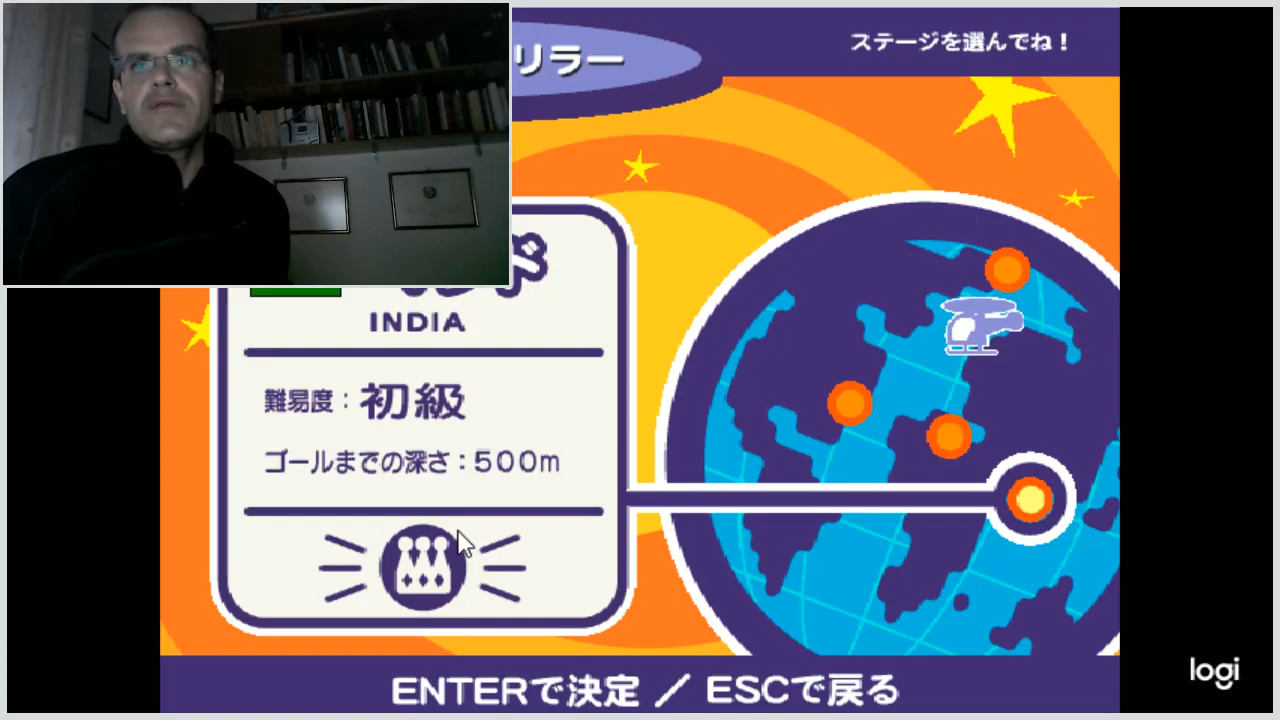 リラー
ステージを選んでね！
INDIA
難易度：初級
ゴールまでの深さ：500m
ENTERで決定 ／ ESCで戻る
logi